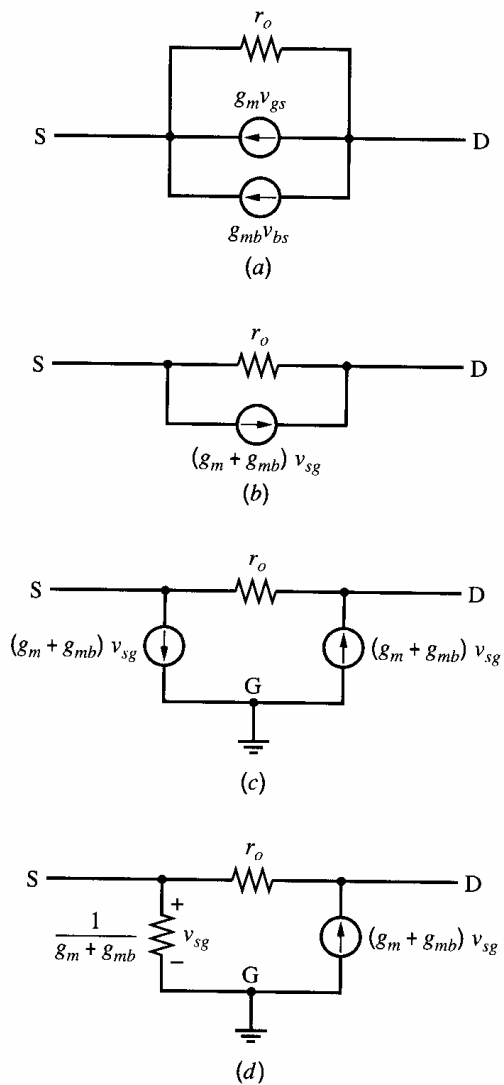 r_o
g_m v_gs
S
D
g_mb v_bs
(a)
r_o
S
D
(g_m + g_mb) v_sg
(b)
r_o
S
D
(g_m + g_mb) v_sg
(g_m + g_mb) v_sg
G
(c)
r_o
S
D
+
1
g_m + g_mb
v_sg
(g_m + g_mb) v_sg
–
G
(d)